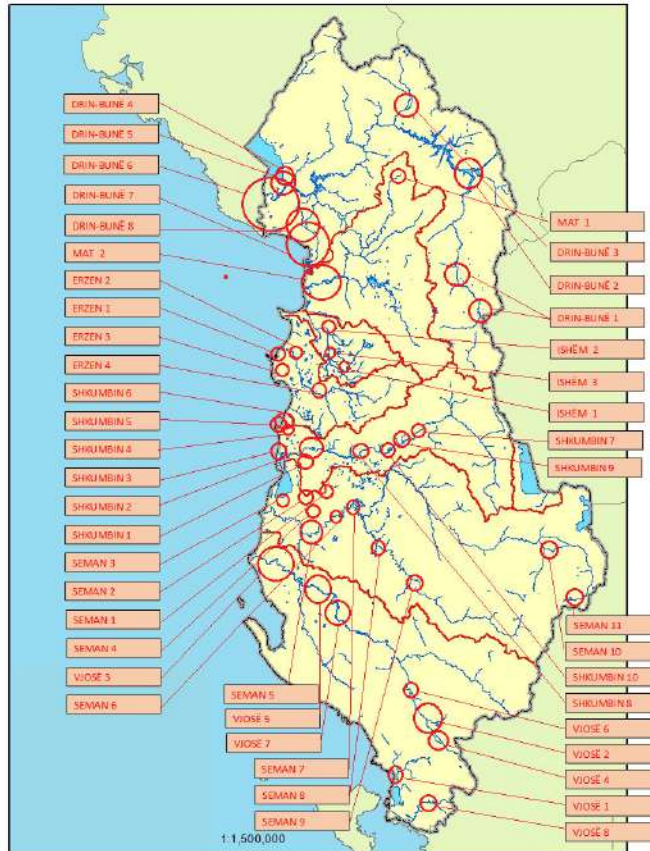 DRIN-BUNË 4
DRIN-BUNË 5
DRIN-BUNË 6
DRIN-BUNË 7
DRIN-BUNË 8
MAT 2
ERZEN 2
ERZEN 1
ERZEN 3
ERZEN 4
SHKUMBIN 6
SHKUMBIN 5
SHKUMBIN 4
SHKUMBIN 3
SHKUMBIN 2
SHKUMBIN 1
SEMAN 3
SEMAN 2
SEMAN 1
SEMAN 4
VJOSË 3
SEMAN 6
SEMAN 5
VJOSË 5
VJOSË 7
SEMAN 7
SEMAN 8
SEMAN 9
1:1,500,000
MAT 1
DRIN-BUNË 3
DRIN-BUNË 2
DRIN-BUNË 1
ISHËM 2
ISHËM 3
ISHËM 1
SHKUMBIN 7
SHKUMBIN 9
SEMAN 11
SEMAN 10
SHKUMBIN 10
SHKUMBIN 8
VJOSË 6
VJOSË 2
VJOSË 4
VJOSË 1
VJOSË 8